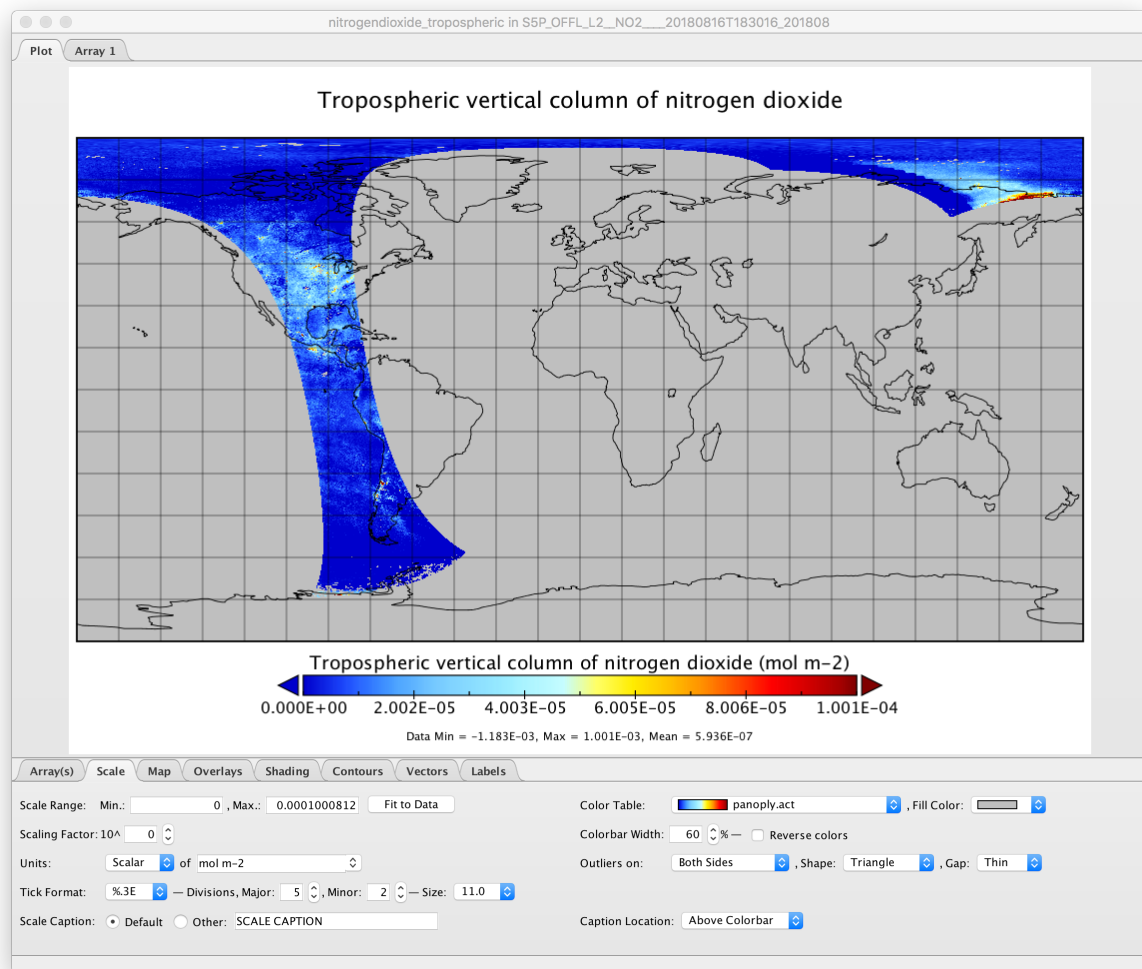 nitrogendioxide_tropospheric in S5P_OFFL_L2__NO2____20180816T183016_201808
Plot Array 1
Tropospheric vertical column of nitrogen dioxide
Tropospheric vertical column of nitrogen dioxide (mol m-2)
0.000E+00 2.002E-05 4.003E-05 6.005E-05 8.006E-05 1.001E-04
Data Min = -1.183E-03, Max = 1.001E-03, Mean = 5.936E-07
Array(s) Scale Map Overlays Shading Contours Vectors Labels
Scale Range: Min.: 0 , Max.: 0.0001000812 Fit to Data Color Table: panoply.act , Fill Color:
Scaling Factor: 10^ 0 Colorbar Width: 60 % — Reverse colors
Units: Scalar of mol m-2 Outliers on: Both Sides , Shape: Triangle , Gap: Thin
Tick Format: %.3E — Divisions, Major: 5 , Minor: 2 — Size: 11.0
Scale Caption: Default Other: SCALE CAPTION Caption Location: Above Colorbar